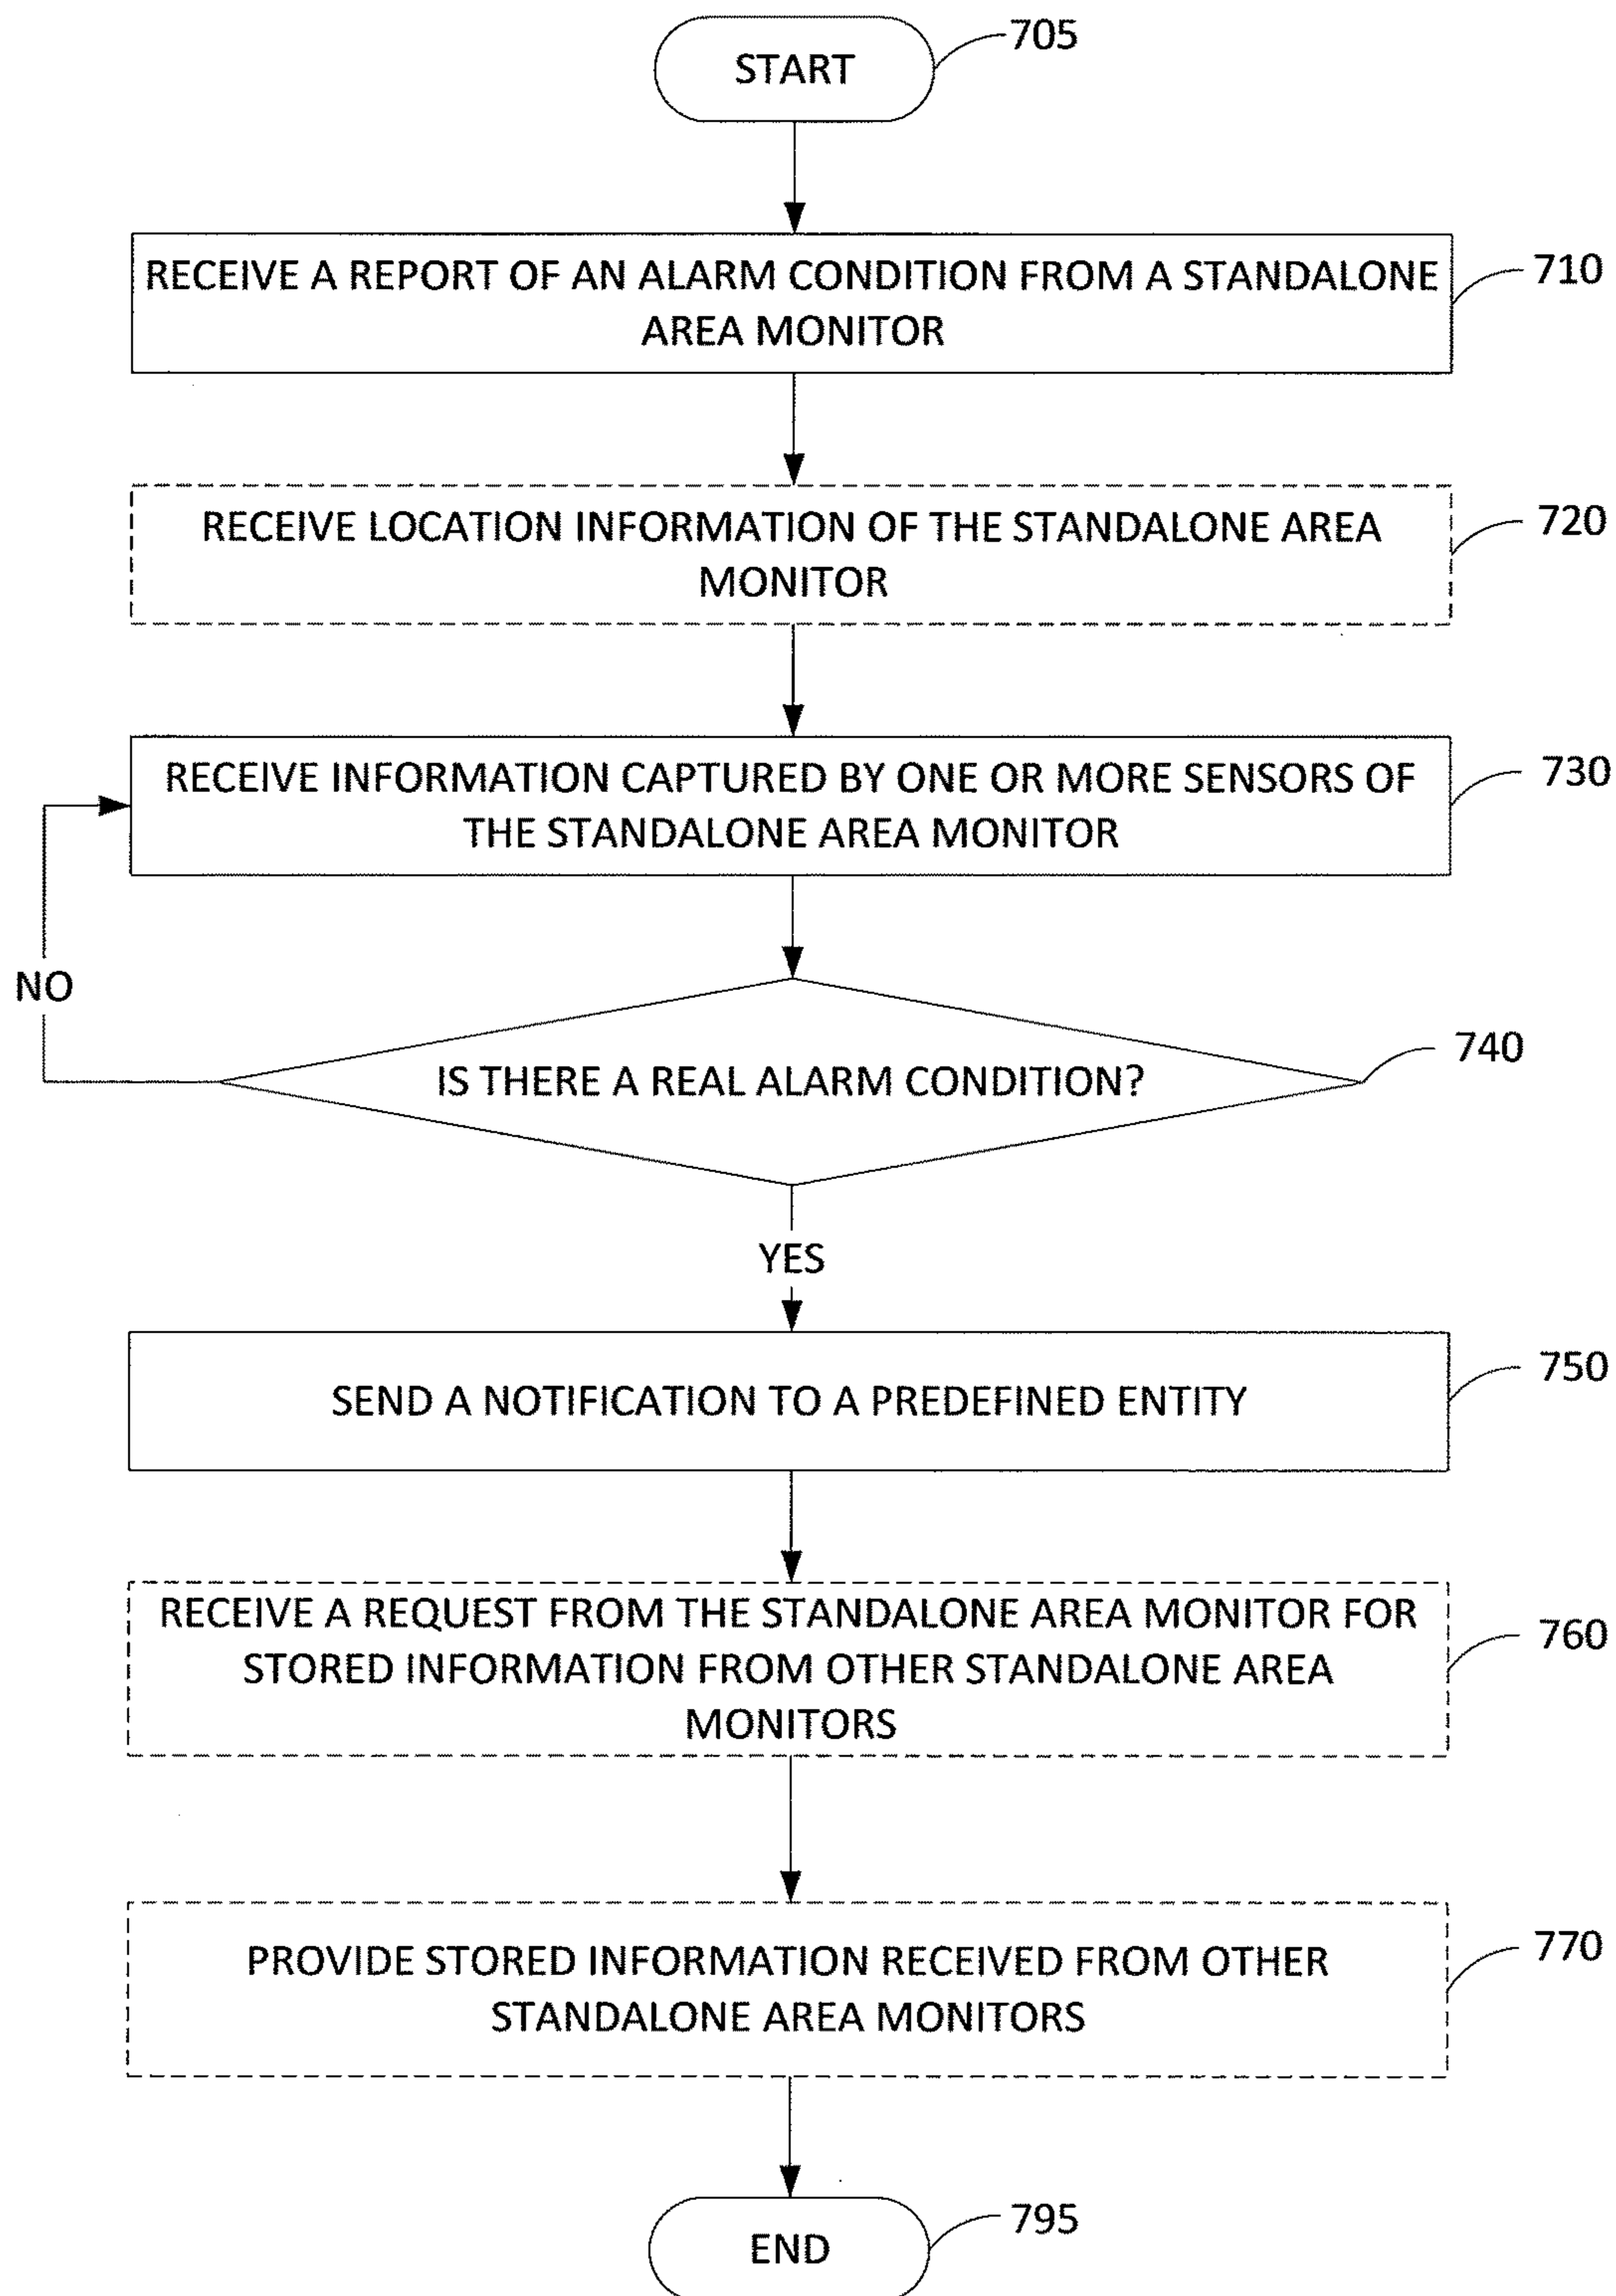 START
705
RECEIVE A REPORT OF AN ALARM CONDITION FROM A STANDALONE
AREA MONITOR
710
RECEIVE LOCATION INFORMATION OF THE STANDALONE AREA
MONITOR
720
RECEIVE INFORMATION CAPTURED BY ONE OR MORE SENSORS OF
THE STANDALONE AREA MONITOR
730
NO
IS THERE A REAL ALARM CONDITION?
740
YES
SEND A NOTIFICATION TO A PREDEFINED ENTITY
750
RECEIVE A REQUEST FROM THE STANDALONE AREA MONITOR FOR
STORED INFORMATION FROM OTHER STANDALONE AREA
MONITORS
760
PROVIDE STORED INFORMATION RECEIVED FROM OTHER
STANDALONE AREA MONITORS
770
END
795